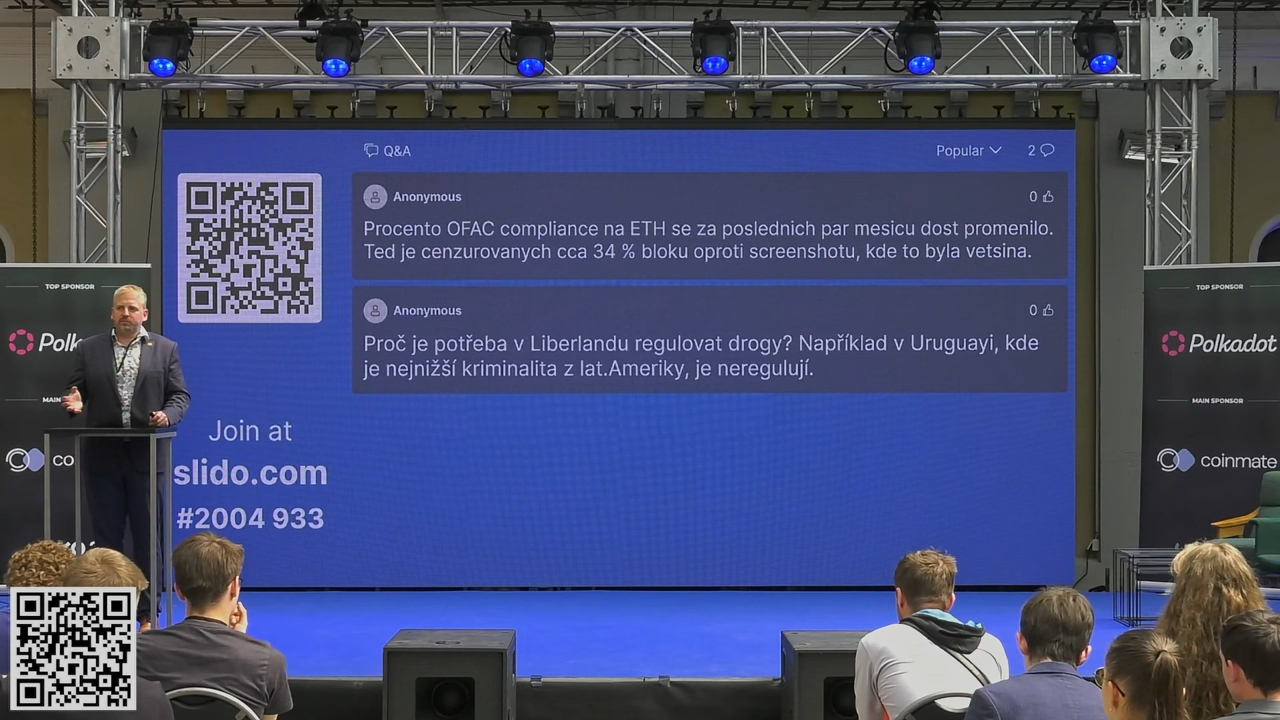 Q&A
Popular
2
Anonymous
0
Procento OFAC compliance na ETH se za poslednich par mesicu dost promenilo.
Ted je cenzurovanych cca 34 % bloku oproti screenshotu, kde to byla vetsina.
Anonymous
0
Proč je potřeba v Liberlandu regulovat drogy? Například v Uruguayi, kde
je nejnižší kriminalita z lat.Ameriky, je neregulují.
Join at
slido.com
#2004 933
TOP SPONSOR
Polk
MAIN
co
TOP SPONSOR
Polkadot
MAIN SPONSOR
coinmate